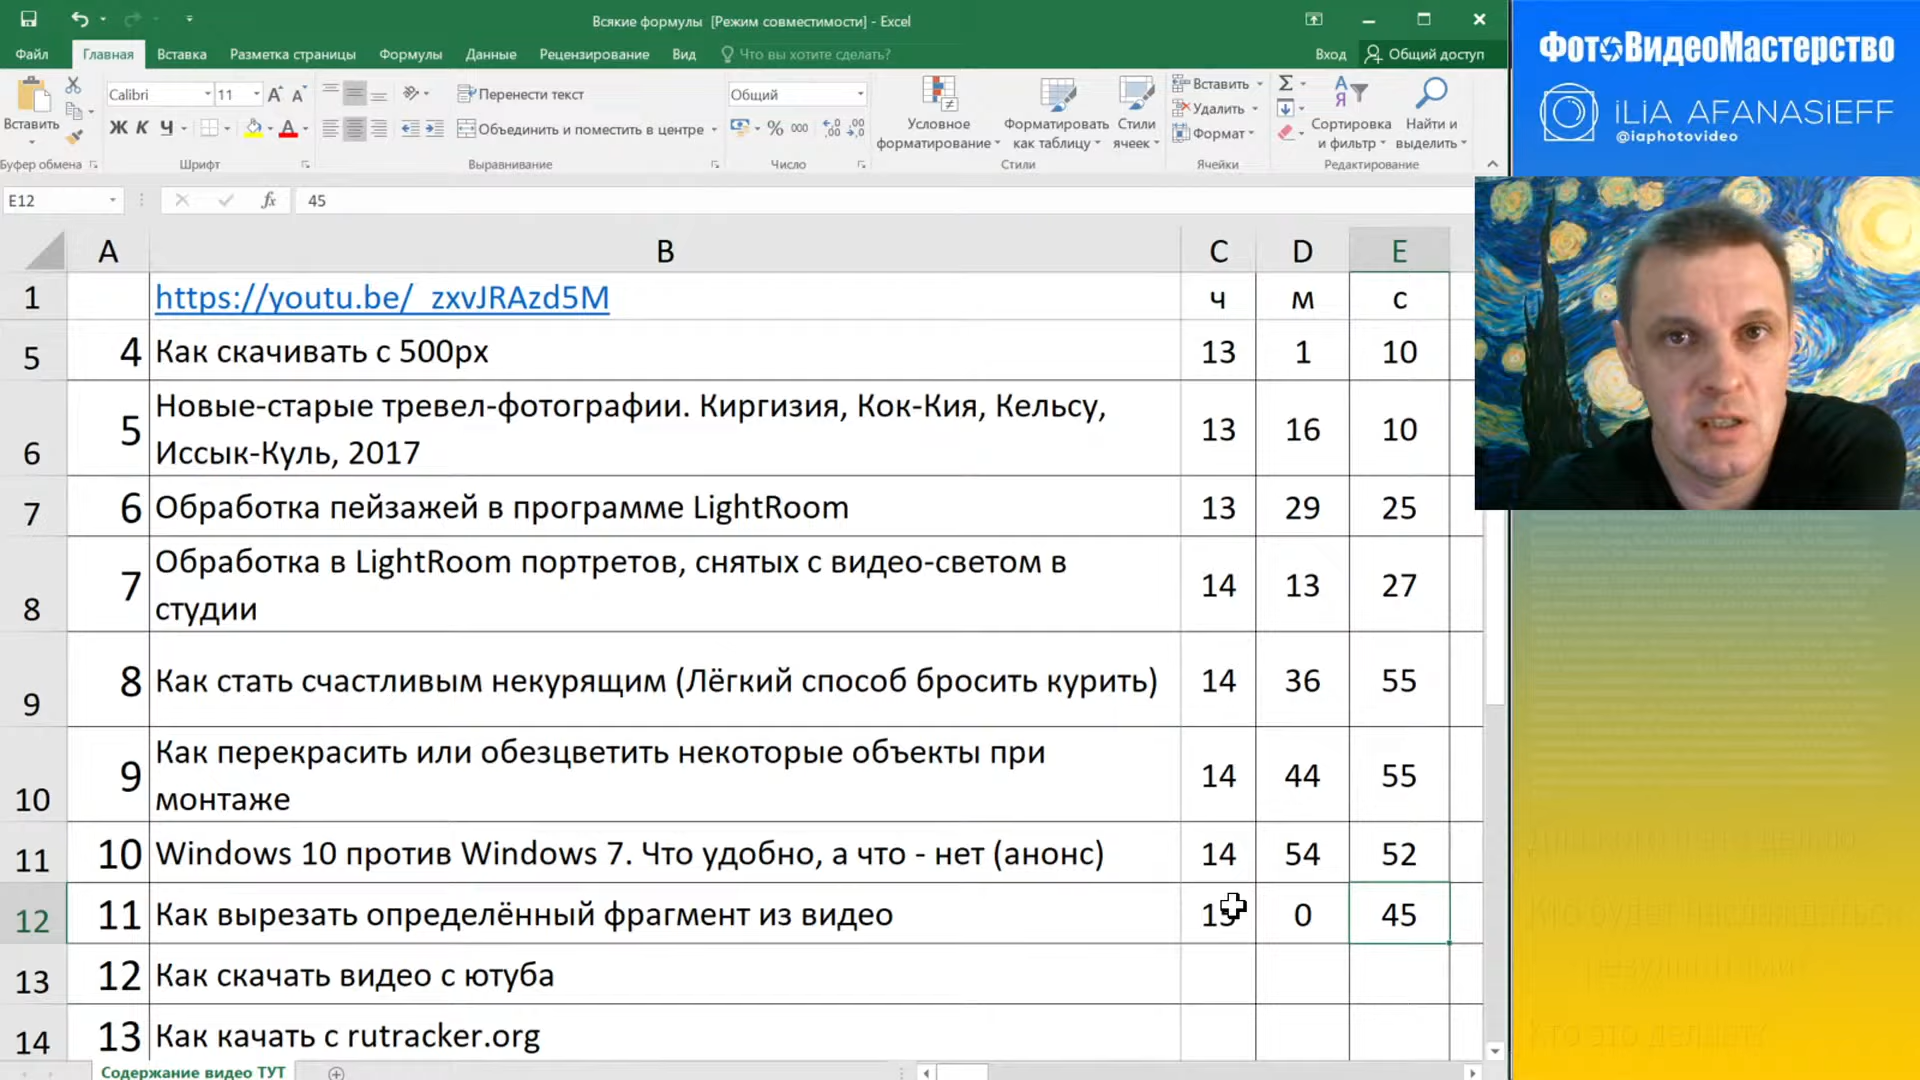 Всякие формулы [Режим совместимости] - Excel
Файл Главная Вставка Разметка страницы Формулы Данные Рецензирование Вид Что вы хотите сделать? Вход Общий доступ
Вставить
Буфер обмена
Calibri 11
Ж К Ч
Шрифт
Перенести текст
Объединить и поместить в центре
Выравнивание
Общий
% 000
Число
Условное форматирование
Форматировать как таблицу
Стили ячеек
Стили
Вставить
Удалить
Формат
Ячейки
Сортировка и фильтр
Найти и выделить
Редактирование
E12 fx 45
A B C D E
1 https://youtu.be/_zxvJRAzd5M ч м с
5 4 Как скачивать с 500px 13 1 10
6 5 Новые-старые тревел-фотографии. Киргизия, Кок-Кия, Кельсу,
Иссык-Куль, 2017 13 16 10
7 6 Обработка пейзажей в программе LightRoom 13 29 25
8 7 Обработка в LightRoom портретов, снятых с видео-светом в
студии 14 13 27
9 8 Как стать счастливым некурящим (Лёгкий способ бросить курить) 14 36 55
10 9 Как перекрасить или обезцветить некоторые объекты при
монтаже 14 44 55
11 10 Windows 10 против Windows 7. Что удобно, а что - нет (анонс) 14 54 52
12 11 Как вырезать определённый фрагмент из видео 15 0 45
13 12 Как скачать видео с ютуба
14 13 Как качать с rutracker.org
Содержание видео ТУТ
ФотоВидеоМастерство
iLiA AFANASiEFF
@iaphotovideo